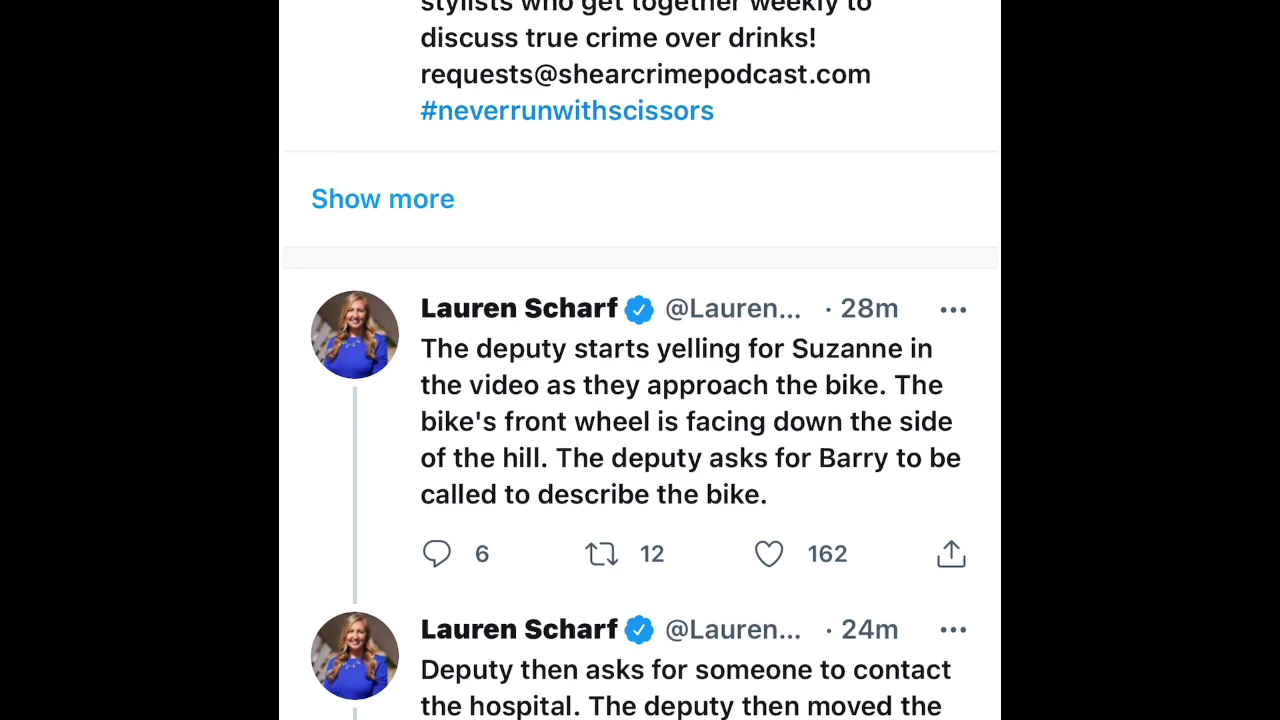 stylists who get together weekly to
discuss true crime over drinks!
requests@shearcrimepodcast.com
#neverrunwithscissors
Show more
Lauren Scharf @Lauren... · 28m
The deputy starts yelling for Suzanne in
the video as they approach the bike. The
bike's front wheel is facing down the side
of the hill. The deputy asks for Barry to be
called to describe the bike.
6 12 162
Lauren Scharf @Lauren... · 24m
Deputy then asks for someone to contact
the hospital. The deputy then moved the